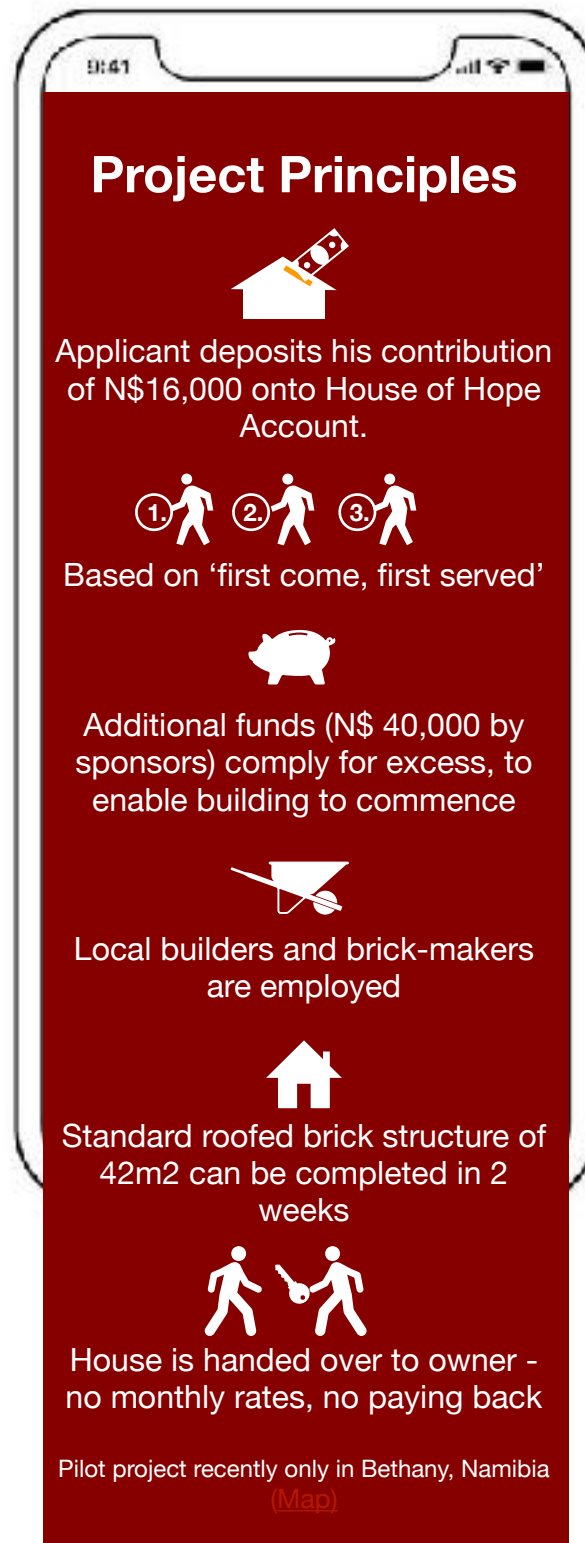 9:41
Project Principles
Applicant deposits his contribution
of N$16,000 onto House of Hope
Account.
1. 2. 3.
Based on ‘first come, first served’
Additional funds (N$ 40,000 by
sponsors) comply for excess, to
enable building to commence
Local builders and brick-makers
are employed
Standard roofed brick structure of
42m2 can be completed in 2
weeks
House is handed over to owner -
no monthly rates, no paying back
Pilot project recently only in Bethany, Namibia
(Map)